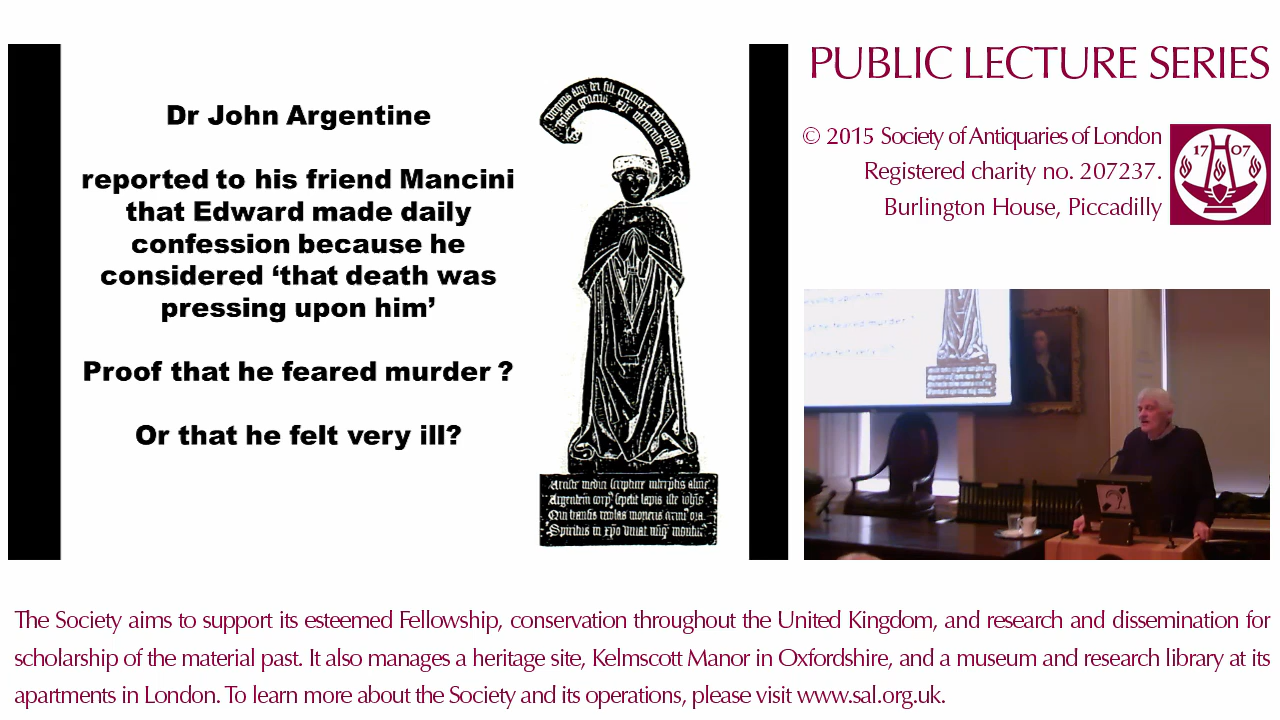 Dr John Argentine
reported to his friend Mancini
that Edward made daily
confession because he
considered ‘that death was
pressing upon him’
Proof that he feared murder ?
Or that he felt very ill?
PUBLIC LECTURE SERIES
© 2015 Society of Antiquaries of London
Registered charity no. 207237.
Burlington House, Piccadilly
17 07
The Society aims to support its esteemed Fellowship, conservation throughout the United Kingdom, and research and dissemination for
scholarship of the material past. It also manages a heritage site, Kelmscott Manor in Oxfordshire, and a museum and research library at its
apartments in London. To learn more about the Society and its operations, please visit www.sal.org.uk.